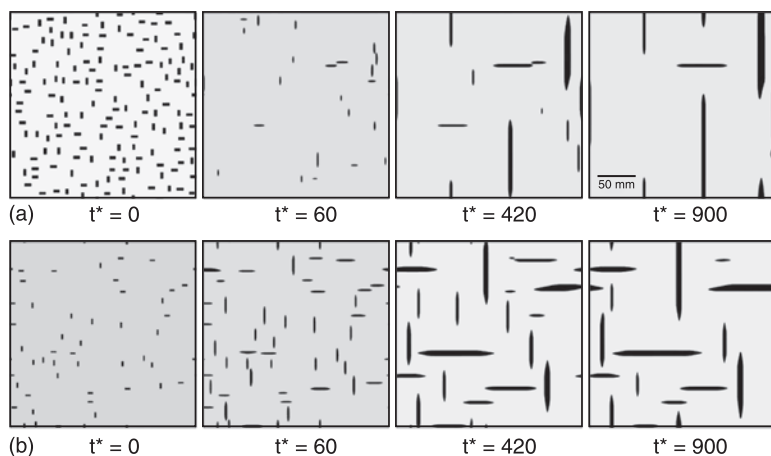 50 mm
(a) t* = 0 t* = 60 t* = 420 t* = 900
(b) t* = 0 t* = 60 t* = 420 t* = 900